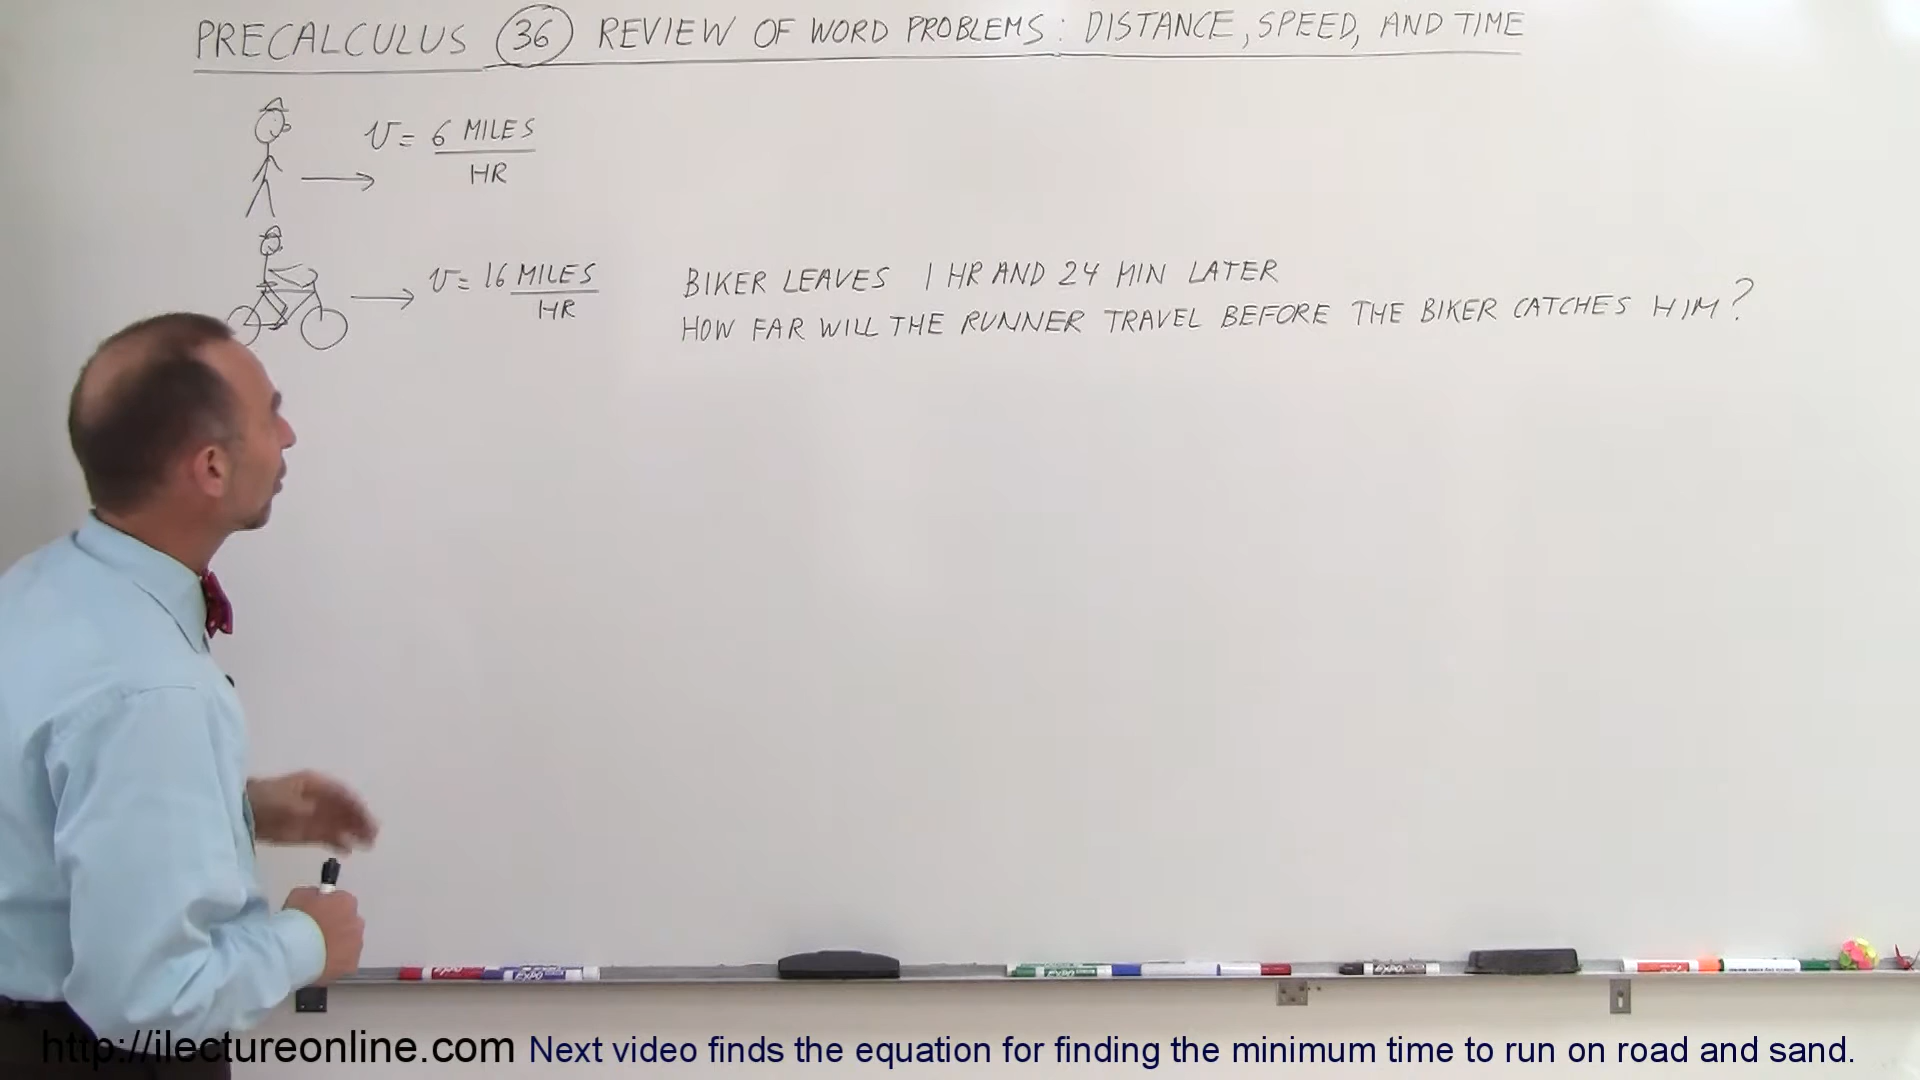 PRECALCULUS 36 REVIEW OF WORD PROBLEMS: DISTANCE, SPEED, AND TIME
v = 6 MILES
HR
v = 16 MILES
HR
BIKER LEAVES 1 HR AND 24 MIN LATER
HOW FAR WILL THE RUNNER TRAVEL BEFORE THE BIKER CATCHES HIM?
http://ilectureonline.com Next video finds the equation for finding the minimum time to run on road and sand.